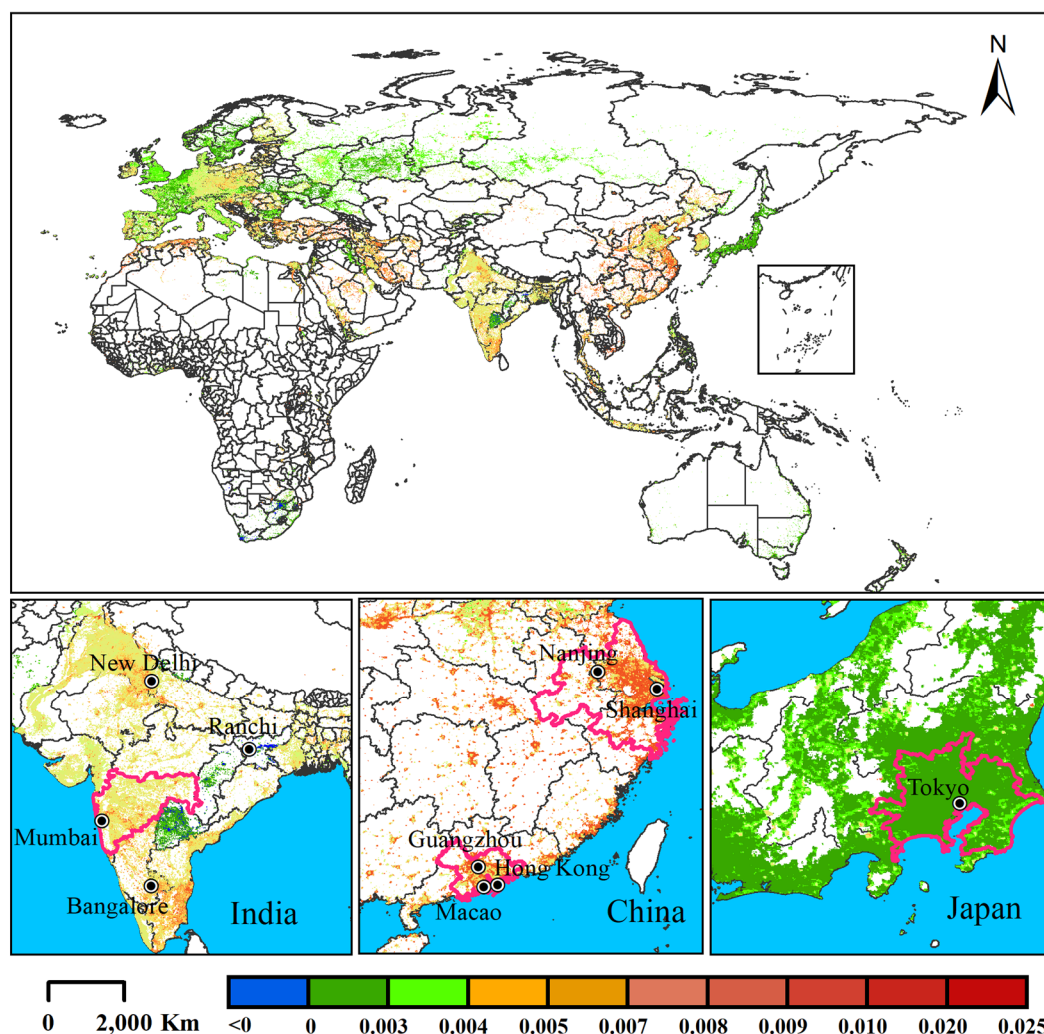 N
New Delhi
Ranchi
Mumbai
Bangalore
India
Nanjing
Shanghai
Guangzhou
Hong Kong
Macao
China
Tokyo
Japan
0 2,000 Km
<0 0 0.003 0.004 0.005 0.007 0.008 0.009 0.010 0.020 0.025